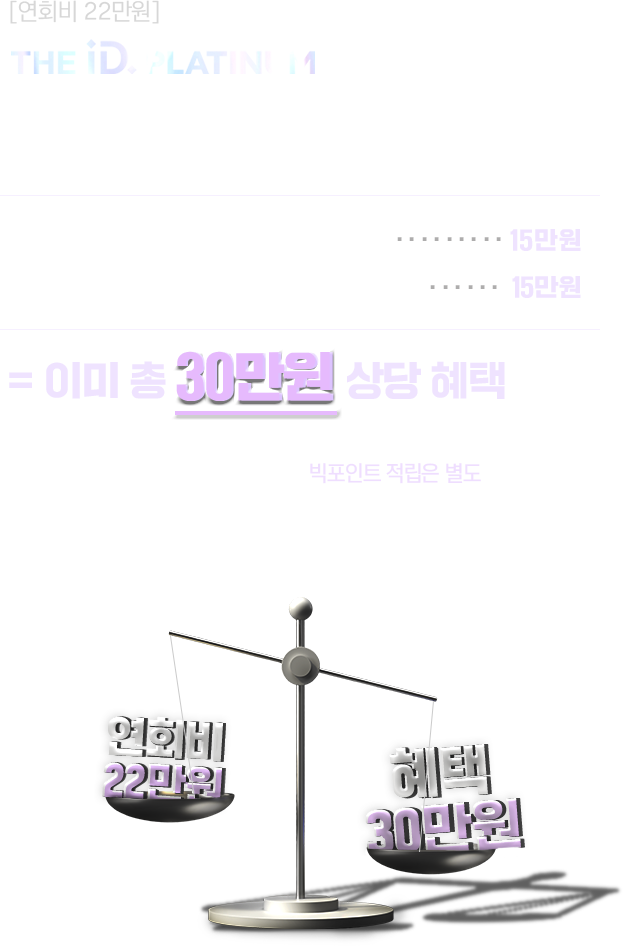 [연회비 22만원]
THE iD. PLATINUM
········· 15만원
······ 15만원
= 이미 총 30만원 상당 혜택
빅포인트 적립은 별도
연회비
22만원
혜택
30만원